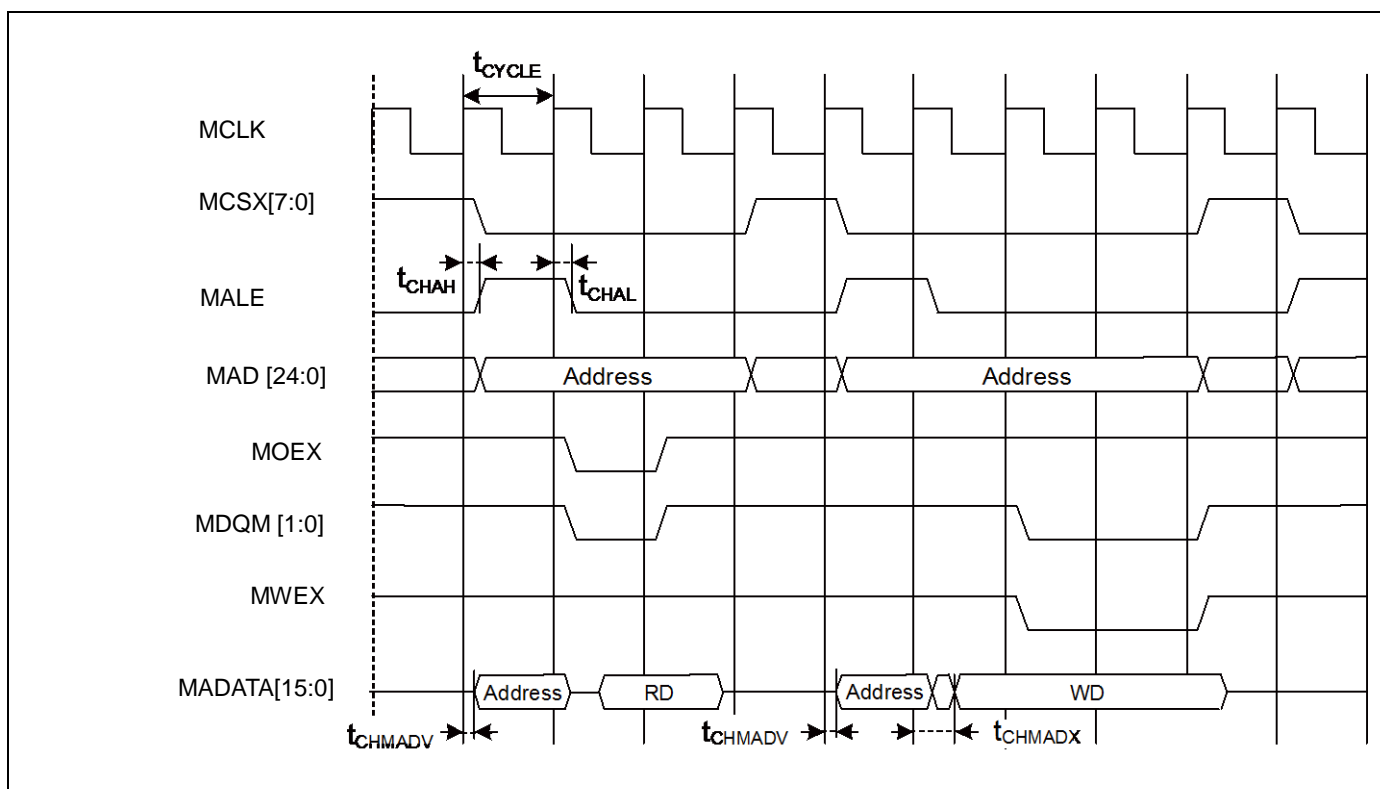 tCYCLE
MCLK
MCSX[7:0]
tCHAH
tCHAL
MALE
MAD [24:0]
Address
Address
MOEX
MDQM [1:0]
MWEX
MADATA[15:0]
Address
RD
Address
WD
tCHMADV
tCHMADV
tCHMADX